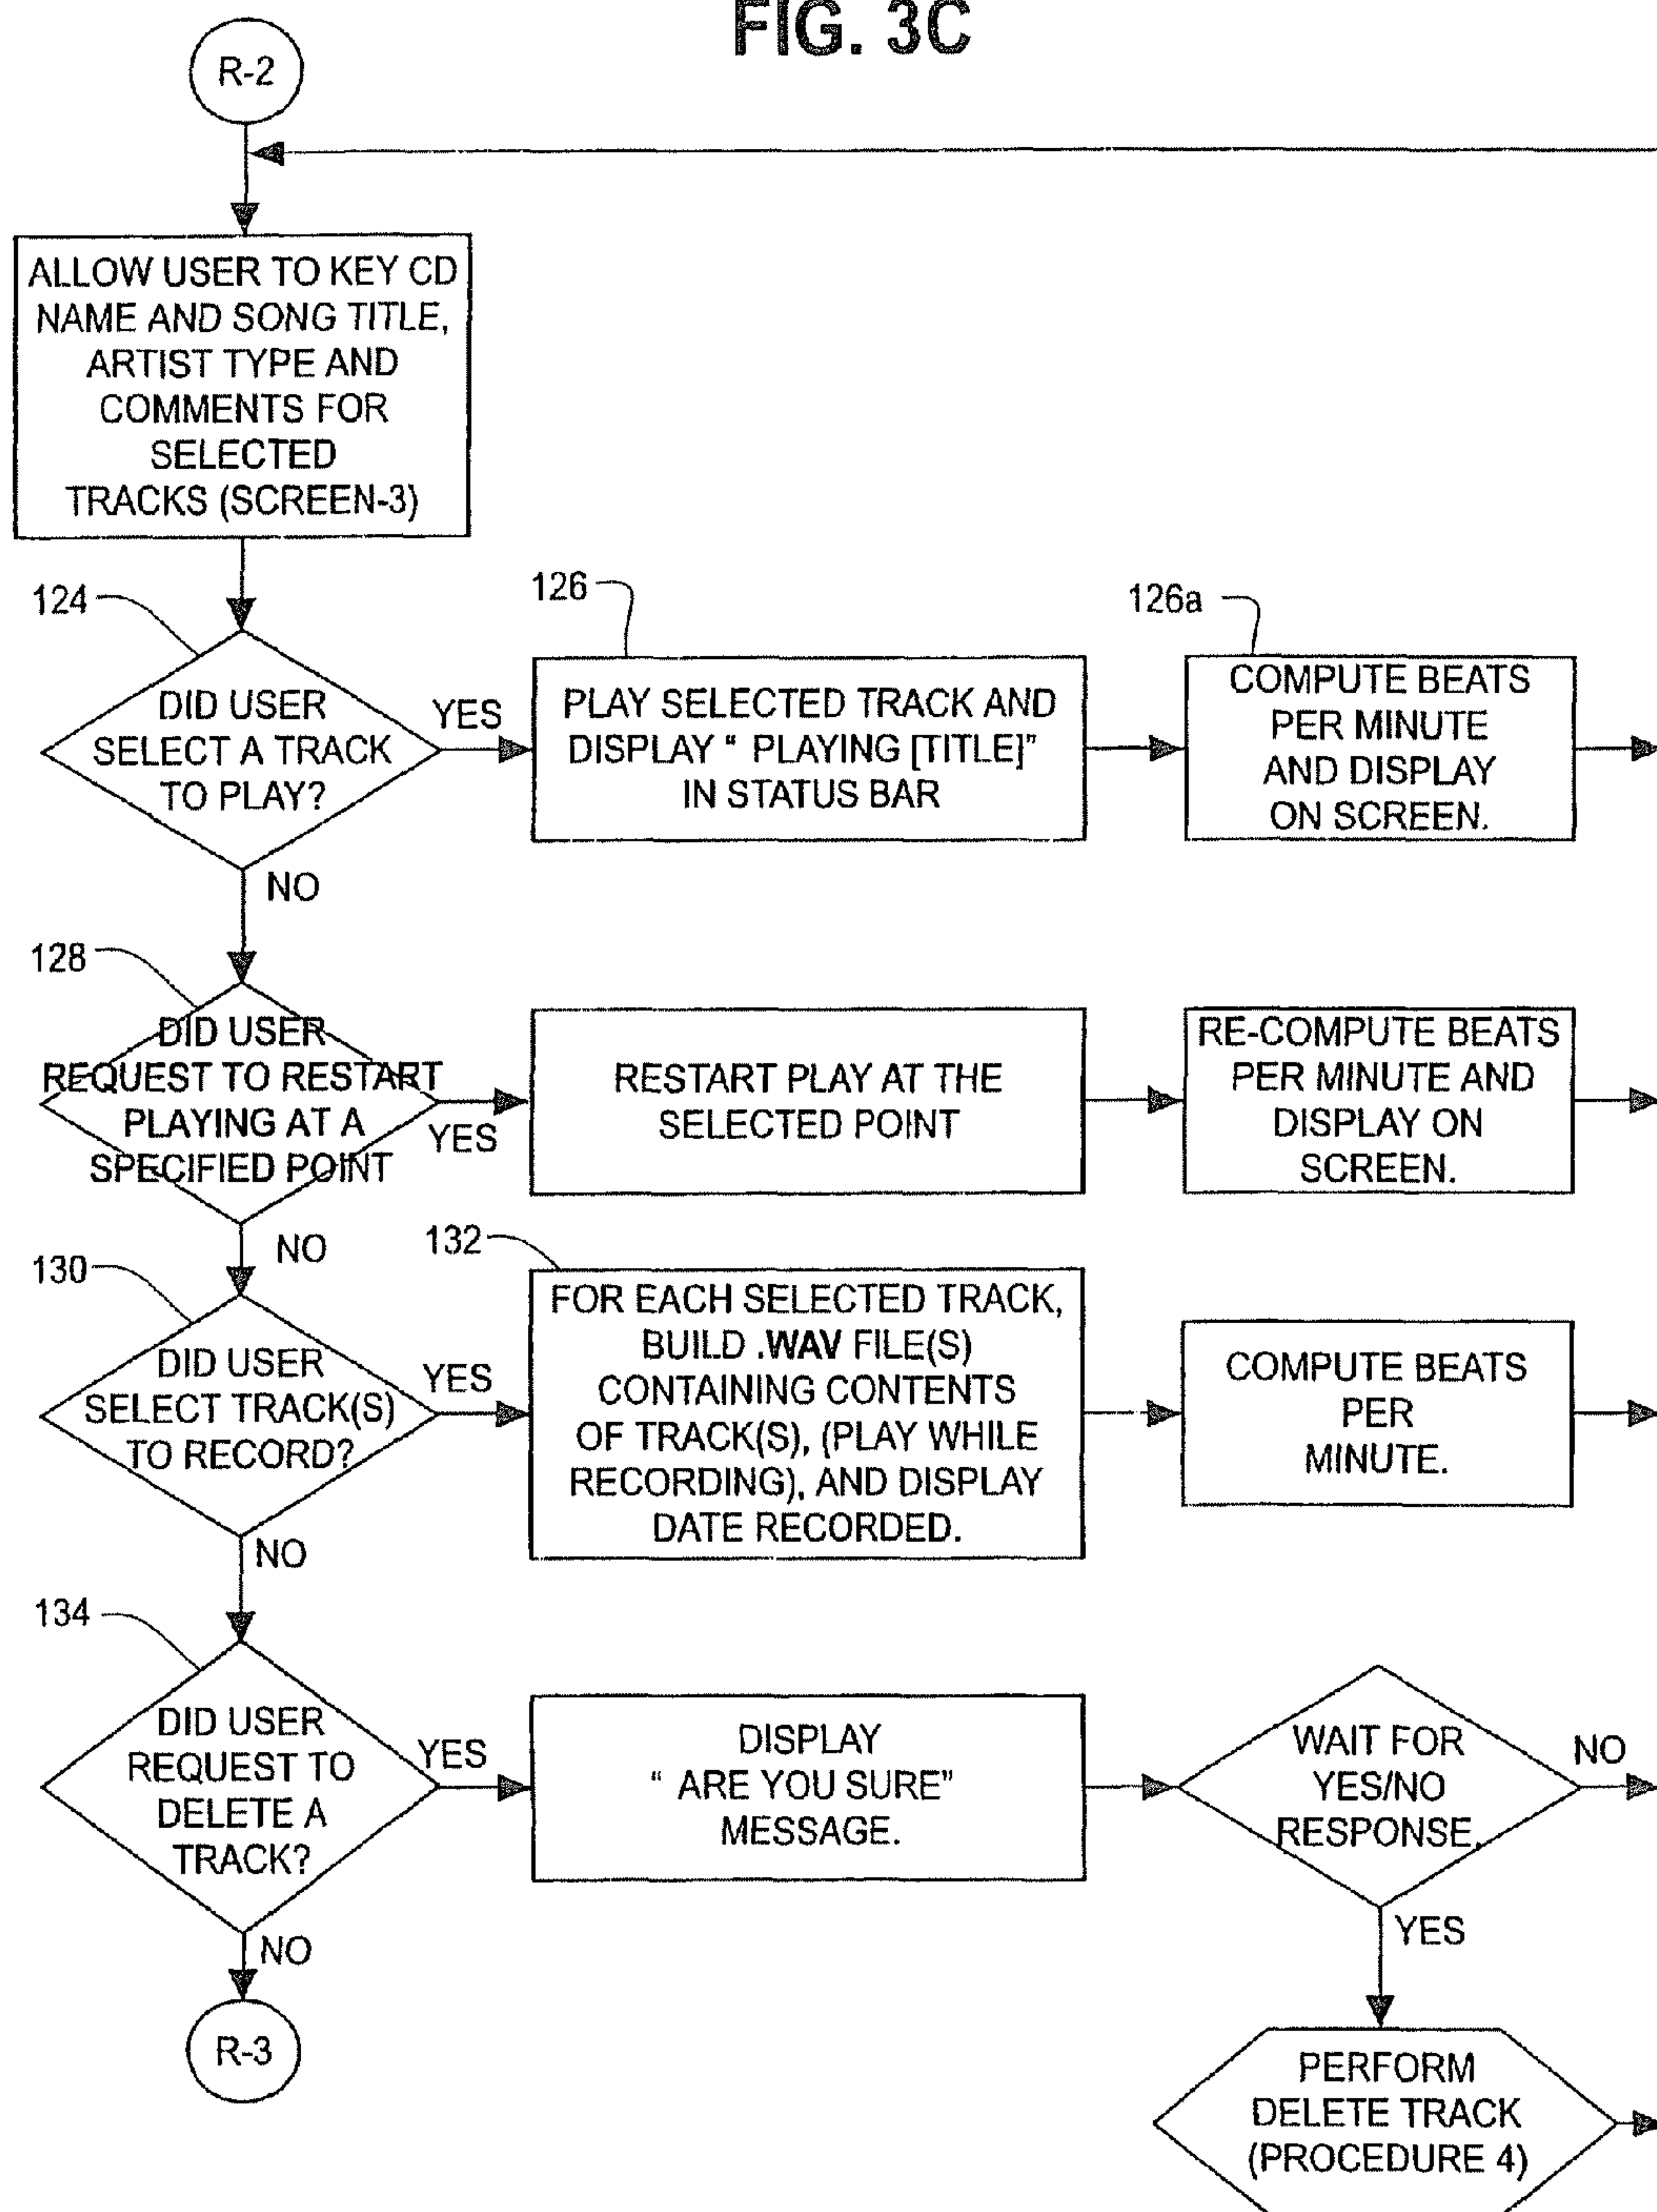 FIG. 3C
R-2
ALLOW USER TO KEY CD
NAME AND SONG TITLE,
ARTIST TYPE AND
COMMENTS FOR
SELECTED
TRACKS (SCREEN-3)
124
DID USER
SELECT A TRACK
TO PLAY?
YES
NO
126
PLAY SELECTED TRACK AND
DISPLAY “ PLAYING [TITLE]”
IN STATUS BAR
126a
COMPUTE BEATS
PER MINUTE
AND DISPLAY
ON SCREEN.
128
DID USER
REQUEST TO RESTART
PLAYING AT A
SPECIFIED POINT
YES
NO
RESTART PLAY AT THE
SELECTED POINT
RE-COMPUTE BEATS
PER MINUTE AND
DISPLAY ON
SCREEN.
130
DID USER
SELECT TRACK(S)
TO RECORD?
YES
NO
132
FOR EACH SELECTED TRACK,
BUILD .WAV FILE(S)
CONTAINING CONTENTS
OF TRACK(S), (PLAY WHILE
RECORDING), AND DISPLAY
DATE RECORDED.
COMPUTE BEATS
PER
MINUTE.
134
DID USER
REQUEST TO
DELETE A
TRACK?
YES
NO
DISPLAY
“ ARE YOU SURE”
MESSAGE.
WAIT FOR
YES/NO
RESPONSE.
NO
YES
R-3
PERFORM
DELETE TRACK
(PROCEDURE 4)